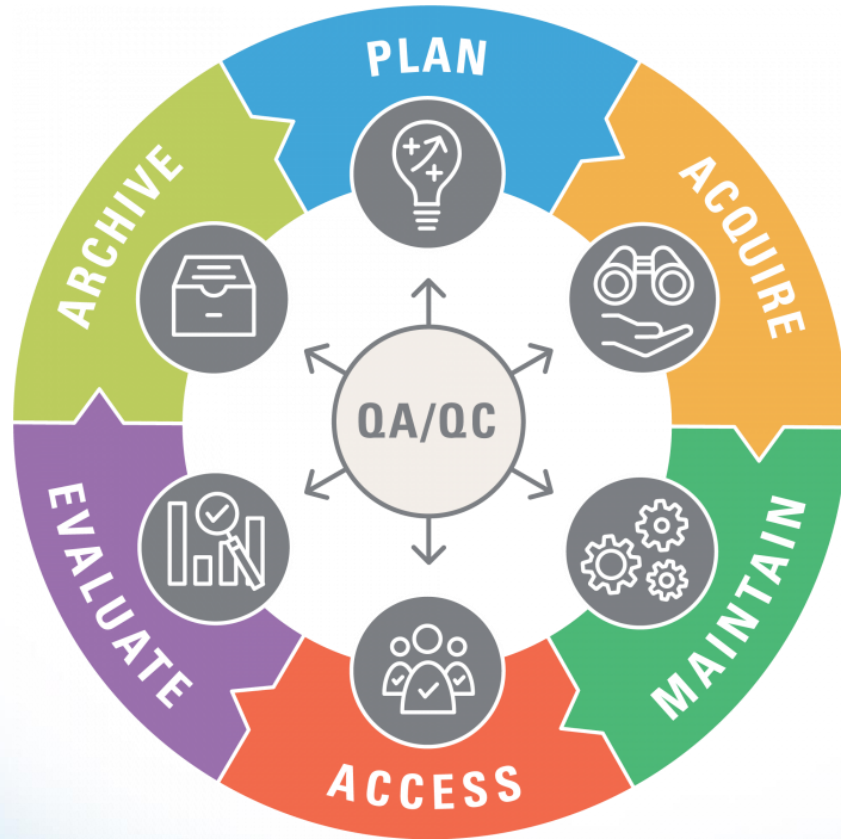 PLAN
ACQUIRE
MAINTAIN
ACCESS
EVALUATE
ARCHIVE
QA/QC